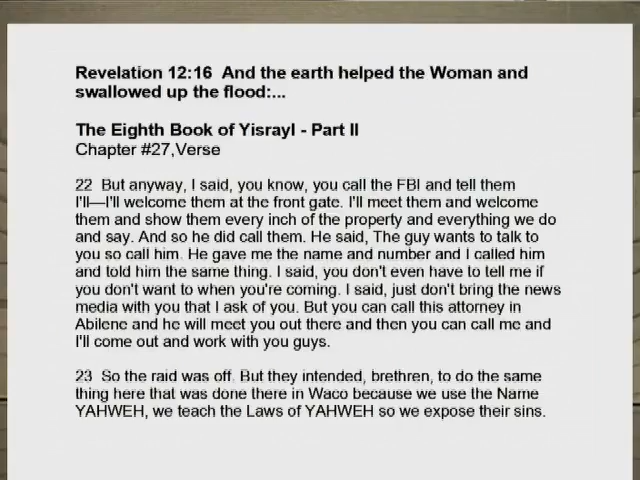 Revelation 12:16  And the earth helped the Woman and
swallowed up the flood:...
The Eighth Book of Yisrayl - Part II
Chapter #27,Verse
22  But anyway, I said, you know, you call the FBI and tell them
I'll—I'll welcome them at the front gate. I'll meet them and welcome
them and show them every inch of the property and everything we do
and say. And so he did call them. He said, The guy wants to talk to
you so call him. He gave me the name and number and I called him
and told him the same thing. I said, you don't even have to tell me if
you don't want to when you're coming. I said, just don't bring the news
media with you that I ask of you. But you can call this attorney in
Abilene and he will meet you out there and then you can call me and
I'll come out and work with you guys.
23  So the raid was off. But they intended, brethren, to do the same
thing here that was done there in Waco because we use the Name
YAHWEH, we teach the Laws of YAHWEH so we expose their sins.